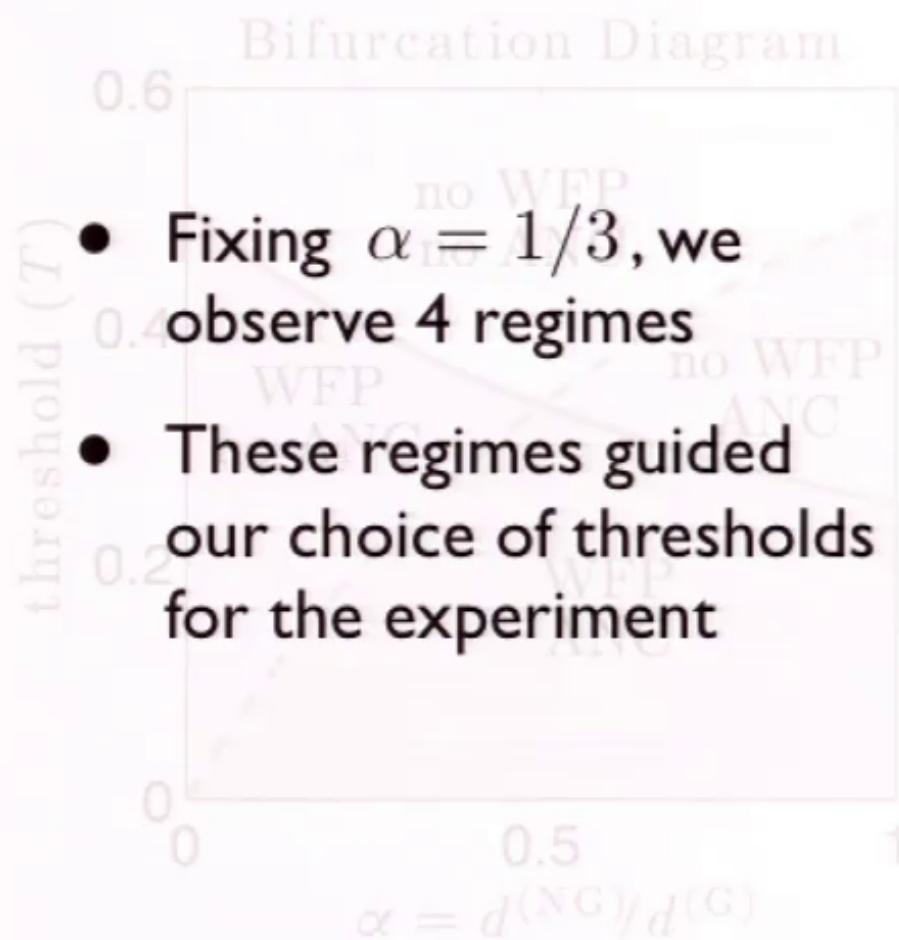 Bifurcation Diagram
0.6
no WFP
no ANC
• Fixing α = 1/3, we
observe 4 regimes
threshold (T)
0.4
WFP
no WFP
ANC
• These regimes guided
our choice of thresholds
0.2
WFP
for the experiment
ANC
0
0
0.5
1
α = d^(NG)/d^(G)